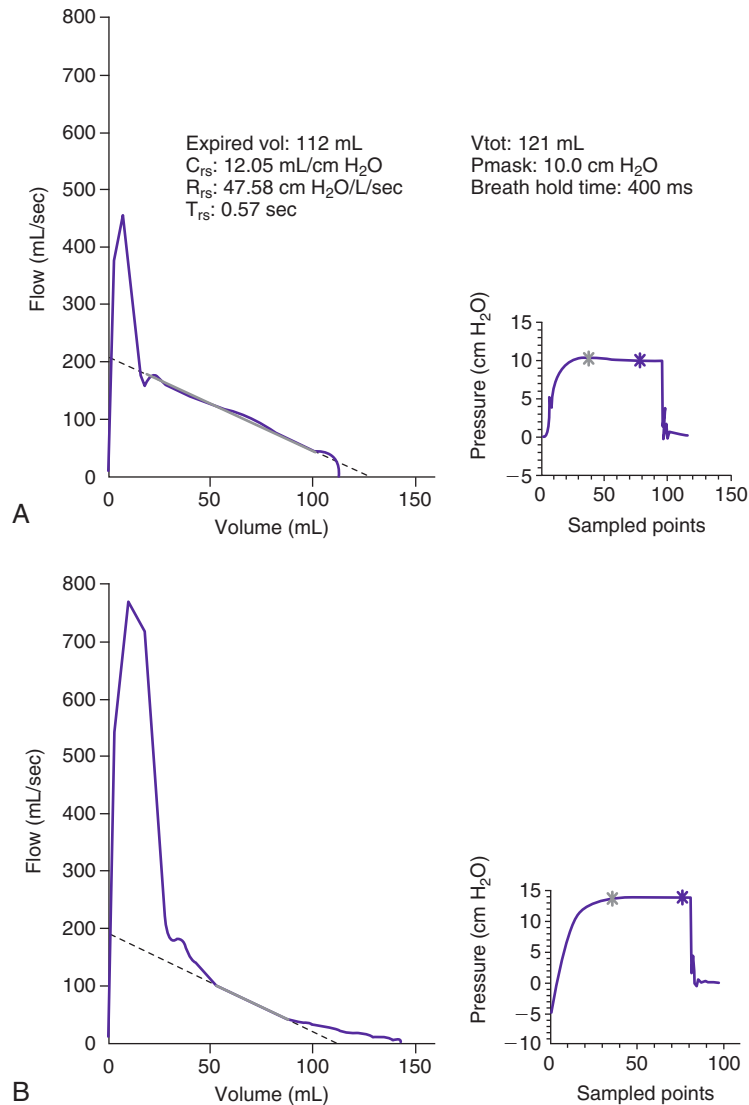 800
700
600
500
400
300
200
100
0
Flow (mL/sec)
Expired vol: 112 mL
C_rs: 12.05 mL/cm H₂O
R_rs: 47.58 cm H₂O/L/sec
T_rs: 0.57 sec
Vtot: 121 mL
Pmask: 10.0 cm H₂O
Breath hold time: 400 ms
50
100
150
Volume (mL)
A
15
10
5
0
−5
Pressure (cm H₂O)
0
50
100
150
Sampled points
800
700
600
500
400
300
200
100
0
Flow (mL/sec)
0
50
100
150
Volume (mL)
B
15
10
5
0
−5
−10
Pressure (cm H₂O)
0
50
100
Sampled points